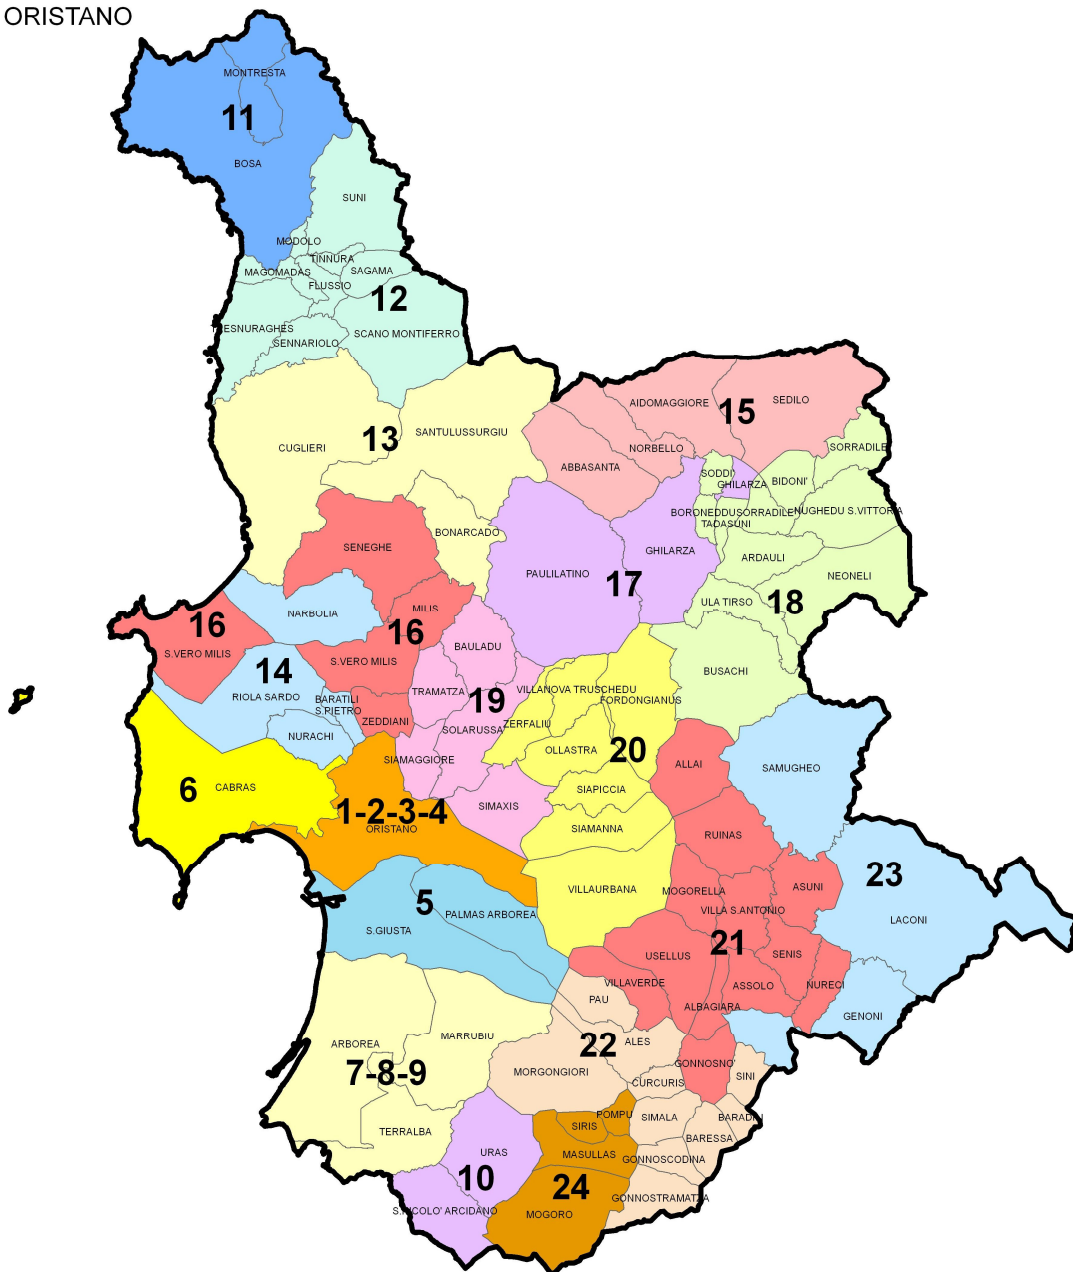 ORISTANO
MONTRESTA
11
BOSA
SUNI
MODOLO
TINNURA
MAGOMADAS
SAGAMA
FLUSSIO
12
TRESNURAGHES
SCANO MONTIFERRO
SENNARIOLO
SEDILO
AIDOMAGGIORE
15
SANTULUSSURGIU
13
CUGLIERI
NORBELLO
SORRADILE
ABBASANTA
SODDI'
GHILARZA
BIDONI'
BORONEDDU
SORRADILE
NUGHEDU S.VITTORIA
TADASUNI
BONARCADO
SENEGHE
GHILARZA
ARDAULI
PAULILATINO
17
NEONELI
ULA TIRSO
18
NARBOLIA
MILIS
16
16
S.VERO MILIS
S.VERO MILIS
BAULADU
BUSACHI
14
RIOLA SARDO
TRAMATZA
VILLANOVA TRUSCHEDU
BARATILI
S.PIETRO
19
FORDONGIANUS
ZEDDIANI
ZERFALIU
SOLARUSSA
NURACHI
OLLASTRA
20
SIAMAGGIORE
ALLAI
SAMUGHEO
6
CABRAS
SIAPICCIA
1-2-3-4
SIMAXIS
ORISTANO
SIAMANNA
RUINAS
23
VILLAURBANA
MOGORELLA
ASUNI
5
PALMAS ARBOREA
VILLA S.ANTONIO
LACONI
S.GIUSTA
21
USELLUS
SENIS
VILLAVERDE
ASSOLO
NURECI
PAU
ALBAGIARA
GENONI
MARRUBIU
ARBOREA
22
ALES
7-8-9
MORGONGIORI
GONNOSNO'
CURCURIS
SINI
POMPU
SIMALA
BARADILI
SIRIS
TERRALBA
BARESSA
URAS
MASULLAS
GONNOSCODINA
10
24
GONNOSTRAMATZA
S.NICOLO' ARCIDANO
MOGORO